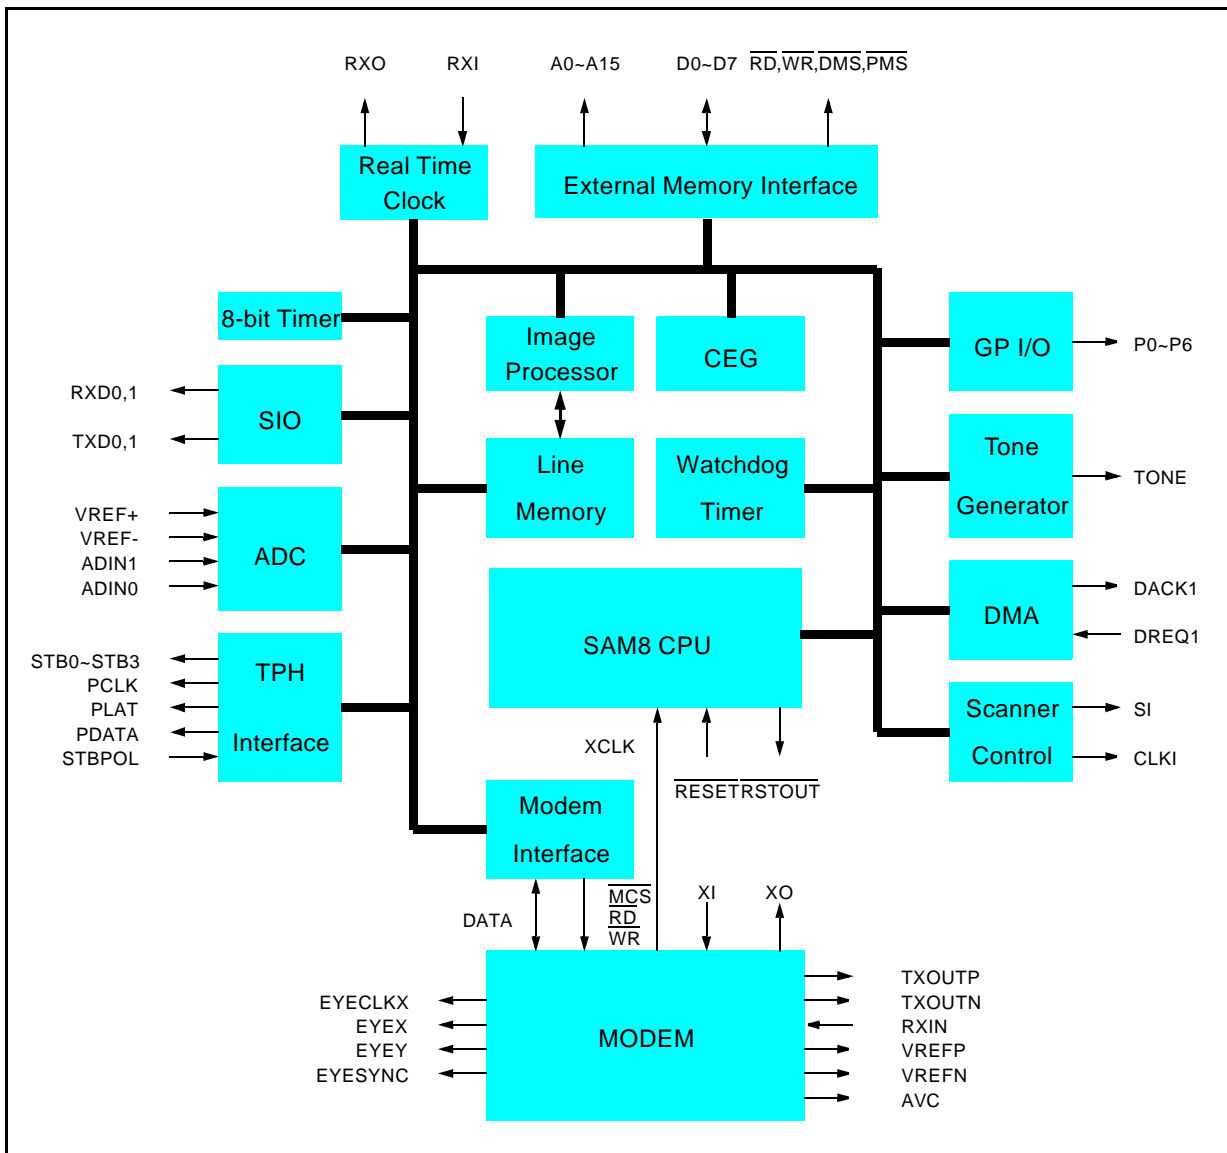 RXO
RXI
A0~A15
D0~D7
RD,WR,DMS,PMS
Real Time
Clock
External Memory Interface
8-bit Timer
Image
Processor
CEG
GP I/O
P0~P6
RXD0,1
TXD0,1
SIO
Line
Memory
Watchdog
Timer
Tone
Generator
TONE
VREF+
VREF-
ADIN1
ADIN0
ADC
SAM8 CPU
DMA
DACK1
DREQ1
STB0~STB3
PCLK
PLAT
PDATA
STBPOL
TPH
Interface
Scanner
Control
SI
CLKI
XCLK
RESET
RSTOUT
Modem
Interface
DATA
MCS
RD
WR
XI
XO
EYECLKX
EYEX
EYEY
EYESYNC
MODEM
TXOUTP
TXOUTN
RXIN
VREFP
VREFN
AVC